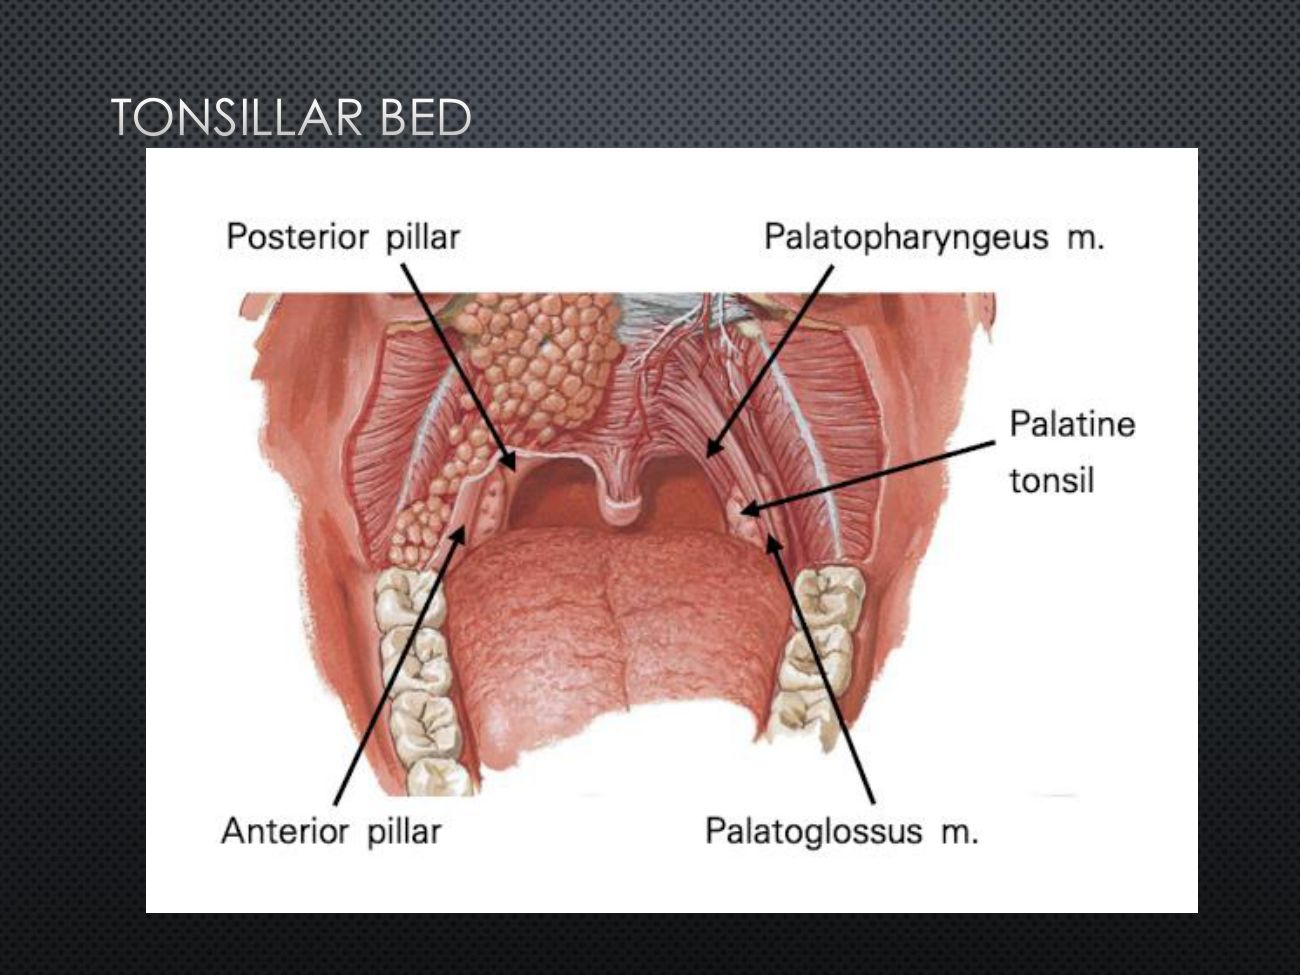 TONSILLAR BED
Posterior pillar
Palatopharyngeus m.
Palatine
tonsil
Anterior pillar
Palatoglossus m.